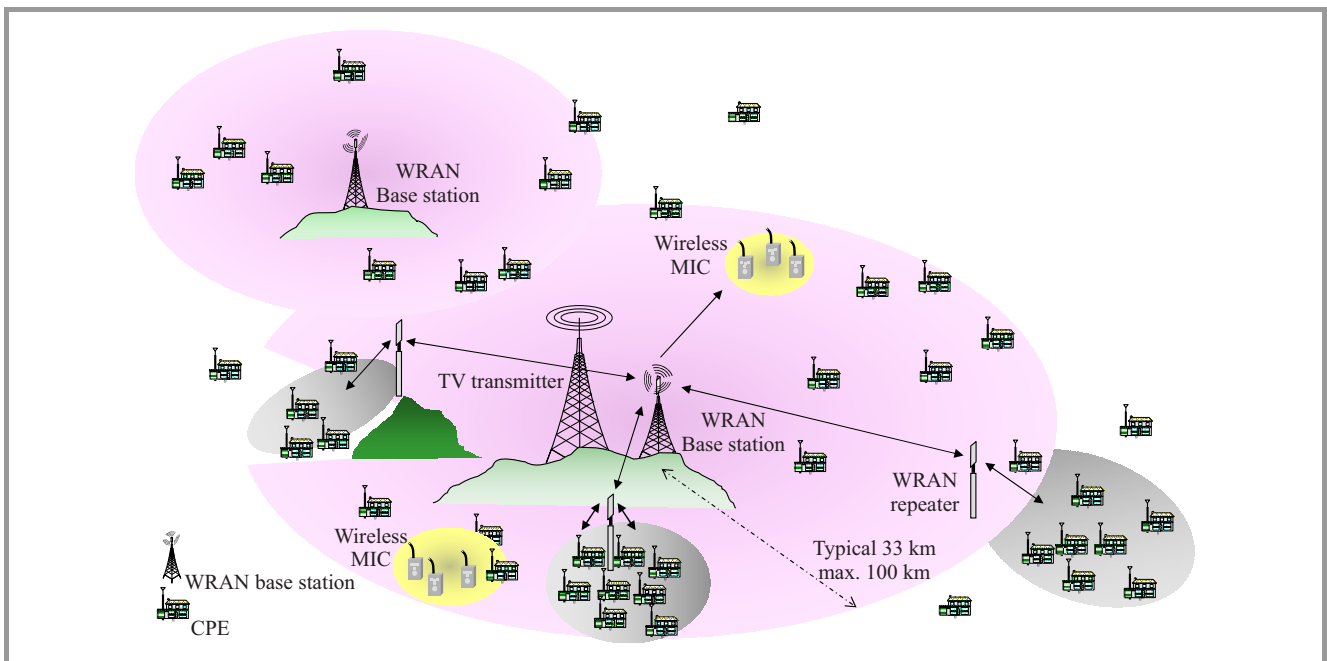 WRAN
Base station
Wireless
MIC
TV transmitter
WRAN
Base station
WRAN
repeater
Wireless
MIC
Typical 33 km
max. 100 km
WRAN base station
CPE